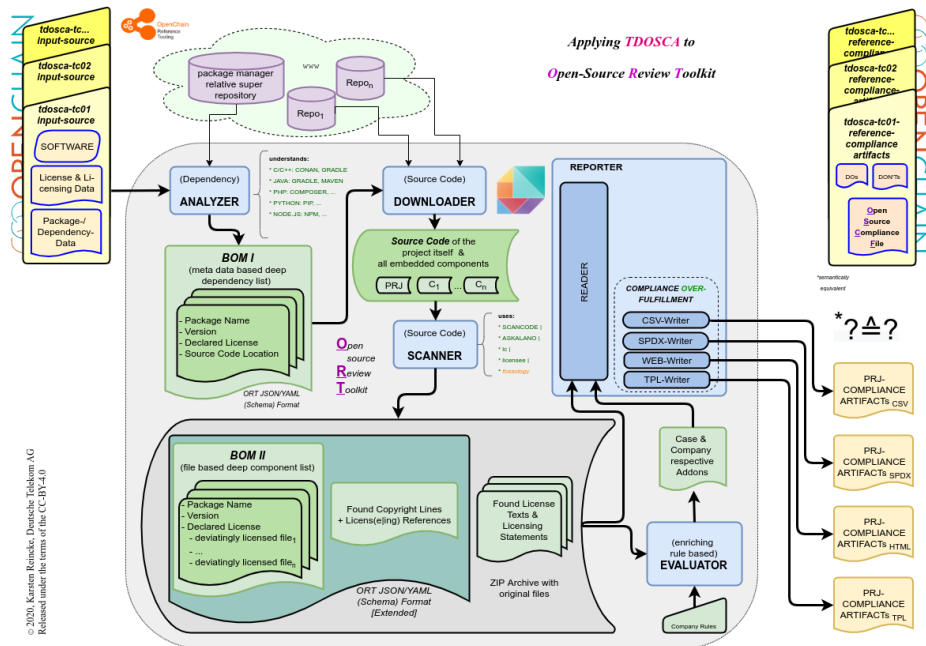 tdosca-tc...
input-source
tdosca-tc02
input-source
tdosca-tc01
input-source
SOFTWARE
License & Li-
censing Data
Package-/
Dependency-
Data
OpenChain
Reference
Tooling
package manager
relative super
repository
www
Repo1
Repon
Applying TDOSCA to
Open-Source Review Toolkit
tdosca-tc...
reference-
compliance-
tdosca-tc02
reference-
compliance-
artifacts
tdosca-tc01-
reference-
compliance
artifacts
DOs
DON'Ts
Open
Source
Compliance
File
*semantically
equivalent
*?≙?
(Dependency)
ANALYZER
understands:
* C/C++: CONAN, GRADLE
* JAVA: GRADLE, MAVEN
* PHP: COMPOSER, ...
* PYTHON: PIP, ...
* NODE.JS: NPM, ...
(Source Code)
DOWNLOADER
BOM I
(meta data based deep
dependency list)
- Package Name
- Version
- Declared License
- Source Code Location
ORT JSON/YAML
(Schema) Format
Source Code of the
project itself &
all embedded components
PRJ
C1
...
Cn
(Source Code)
SCANNER
uses:
* SCANCODE |
* ASKALANO |
* lc |
* licensee |
* fossology
Open
source
Review
Toolkit
REPORTER
READER
COMPLIANCE OVER-
FULFILLMENT
CSV-Writer
SPDX-Writer
WEB-Writer
TPL-Writer
PRJ-
COMPLIANCE
ARTIFACTs CSV
PRJ-
COMPLIANCE
ARTIFACTs SPDX
PRJ-
COMPLIANCE
ARTIFACTs HTML
PRJ-
COMPLIANCE
ARTIFACTs TPL
BOM II
(file based deep component list)
- Package Name
- Version
- Declared License
- deviatingly licensed file1
- ...
- deviatingly licensed filen
Found Copyright Lines
+ Licens(e|ing) References
ORT JSON/YAML
(Schema) Format
[Extended]
Found License
Texts &
Licensing
Statements
ZIP Archive with
original files
Case &
Company
respective
Addons
(enriching
rule based)
EVALUATOR
Company Rules
© 2020, Karsten Reincke, Deutsche Telekom AG
Released under the terms of the CC-BY-4.0